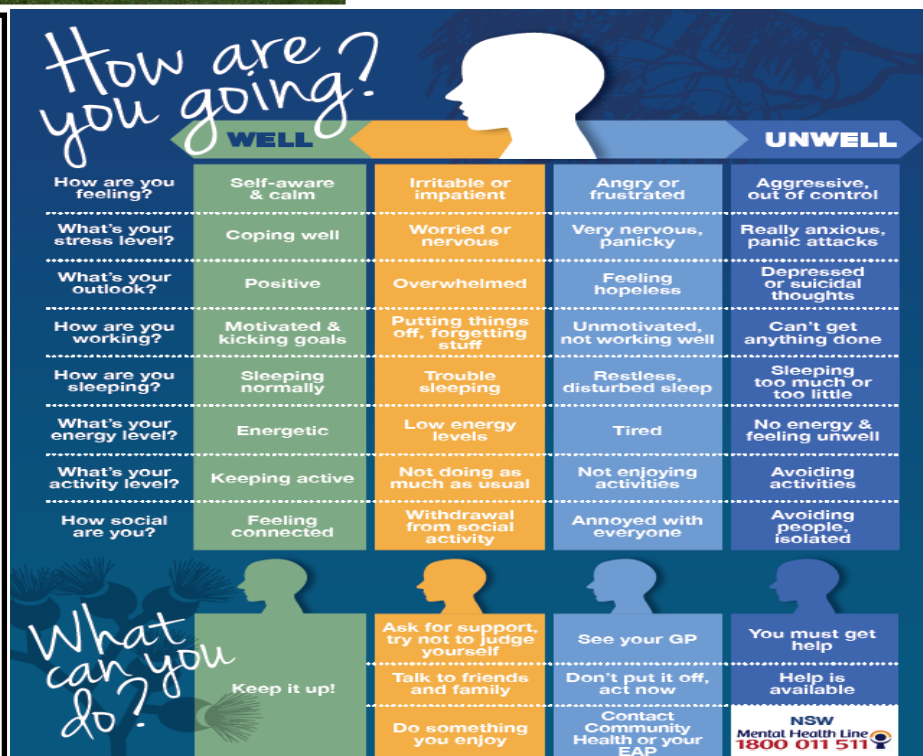 How are
you going?
WELL
UNWELL
How are you
feeling?
Self-aware
& calm
Irritable or
impatient
Angry or
frustrated
Aggressive,
out of control
What's your
stress level?
Coping well
Worried or
nervous
Very nervous,
panicky
Really anxious,
panic attacks
What's your
outlook?
Positive
Overwhelmed
Feeling
hopeless
Depressed
or suicidal
thoughts
How are you
working?
Motivated &
kicking goals
Putting things
off, forgetting
stuff
Unmotivated,
not working well
Can't get
anything done
How are you
sleeping?
Sleeping
normally
Trouble
sleeping
Restless,
disturbed sleep
Sleeping
too much or
too little
What's your
energy level?
Energetic
Low energy
levels
Tired
No energy &
feeling unwell
What's your
activity level?
Keeping active
Not doing as
much as usual
Not enjoying
activities
Avoiding
activities
How social
are you?
Feeling
connected
Withdrawal
from social
activity
Annoyed with
everyone
Avoiding
people,
isolated
What
can you
do?
Keep it up!
Ask for support,
try not to judge
yourself
Talk to friends
and family
Do something
you enjoy
See your GP
Don't put it off,
act now
Contact
Community
Health or your
EAP
You must get
help
Help is
available
NSW
Mental Health Line
1800 011 511